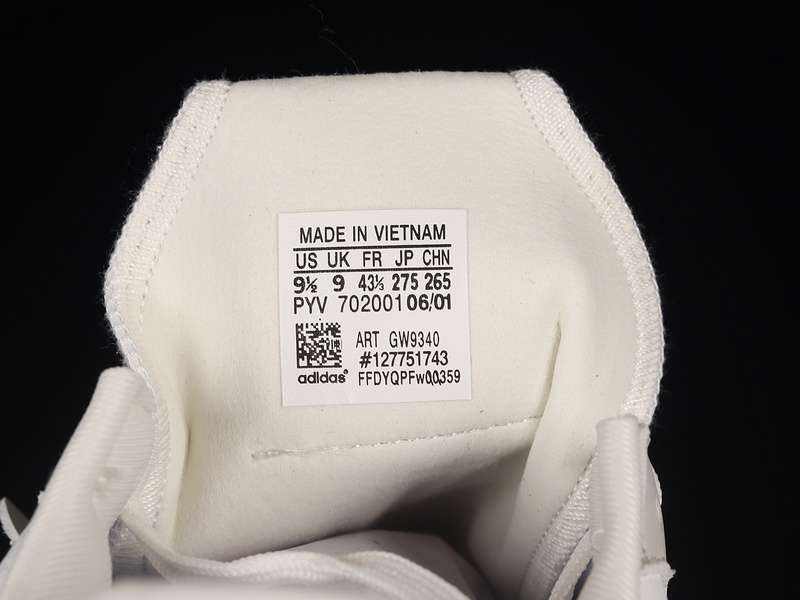 MADE IN VIETNAM
US UK FR JP CHN
9½ 9 43⅓ 275 265
PYV 702001 06/01
ART GW9340
#127751743
adidas® FFDYQPFw00359